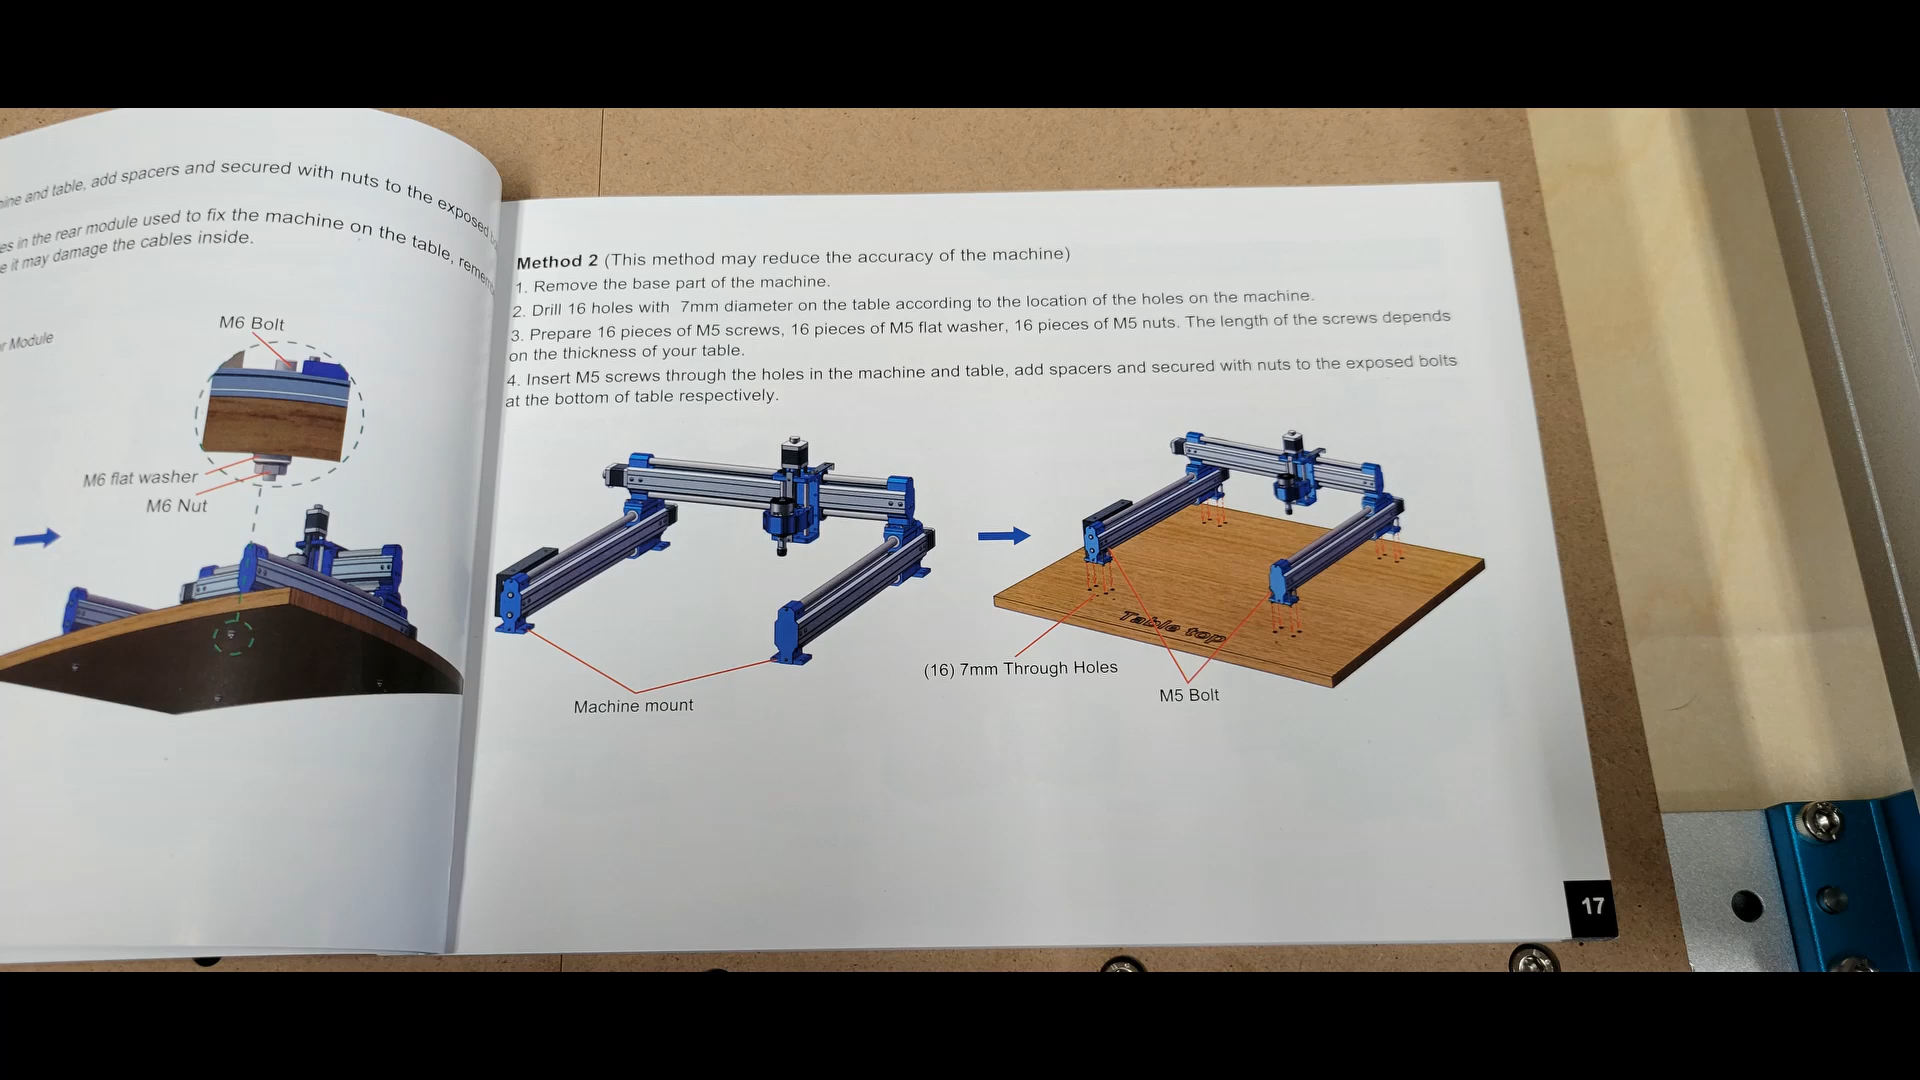 ine and table, add spacers and secured with nuts to the exposed
es in the rear module used to fix the machine on the table,
e it may damage the cables inside.
Module
M6 Bolt
M6 flat washer
M6 Nut
Method 2 (This method may reduce the accuracy of the machine)
1. Remove the base part of the machine.
2. Drill 16 holes with 7mm diameter on the table according to the location of the holes on the machine.
3. Prepare 16 pieces of M5 screws, 16 pieces of M5 flat washer, 16 pieces of M5 nuts. The length of the screws depends
on the thickness of your table.
4. Insert M5 screws through the holes in the machine and table, add spacers and secured with nuts to the exposed bolts
at the bottom of table respectively.
Table top
(16) 7mm Through Holes
M5 Bolt
Machine mount
17